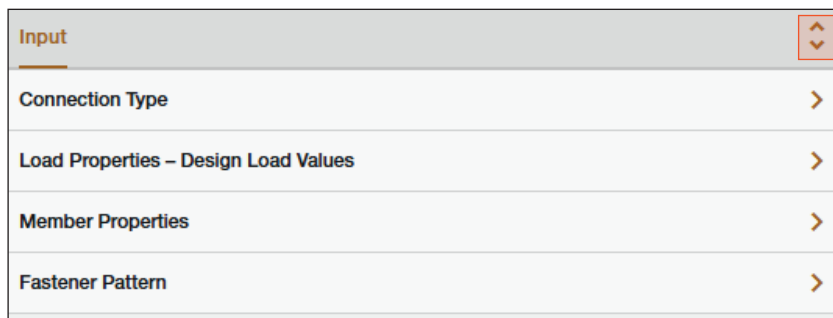 Input
Connection Type
Load Properties – Design Load Values
Member Properties
Fastener Pattern